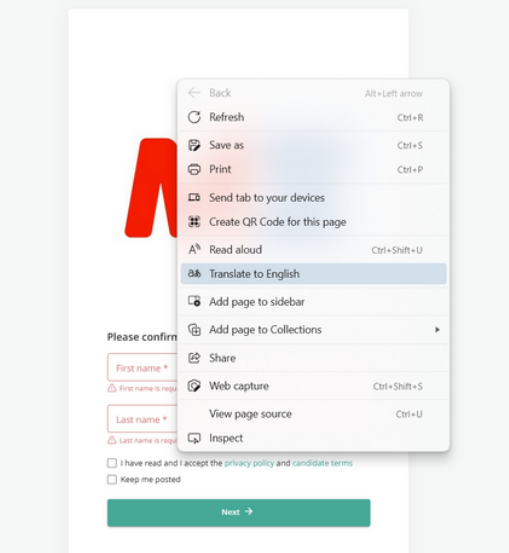 Back Alt+Left arrow
Refresh Ctrl+R
Save as Ctrl+S
Print Ctrl+P
Send tab to your devices
Create QR Code for this page
Read aloud Ctrl+Shift+U
Translate to English
Add page to sidebar
Add page to Collections
Share
Web capture Ctrl+Shift+S
View page source Ctrl+U
Inspect
Please
First name *
First name is
Last name *
Last name is
I have read and I accept the privacy policy and candidate terms
Keep me posted
Next